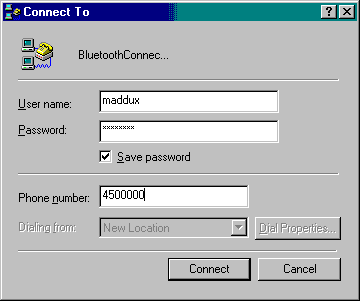 Connect To
BluetoothConnec...
User name: maddux
Password: ********
Save password
Phone number: 4500000
Dialing from: New Location Dial Properties...
Connect Cancel